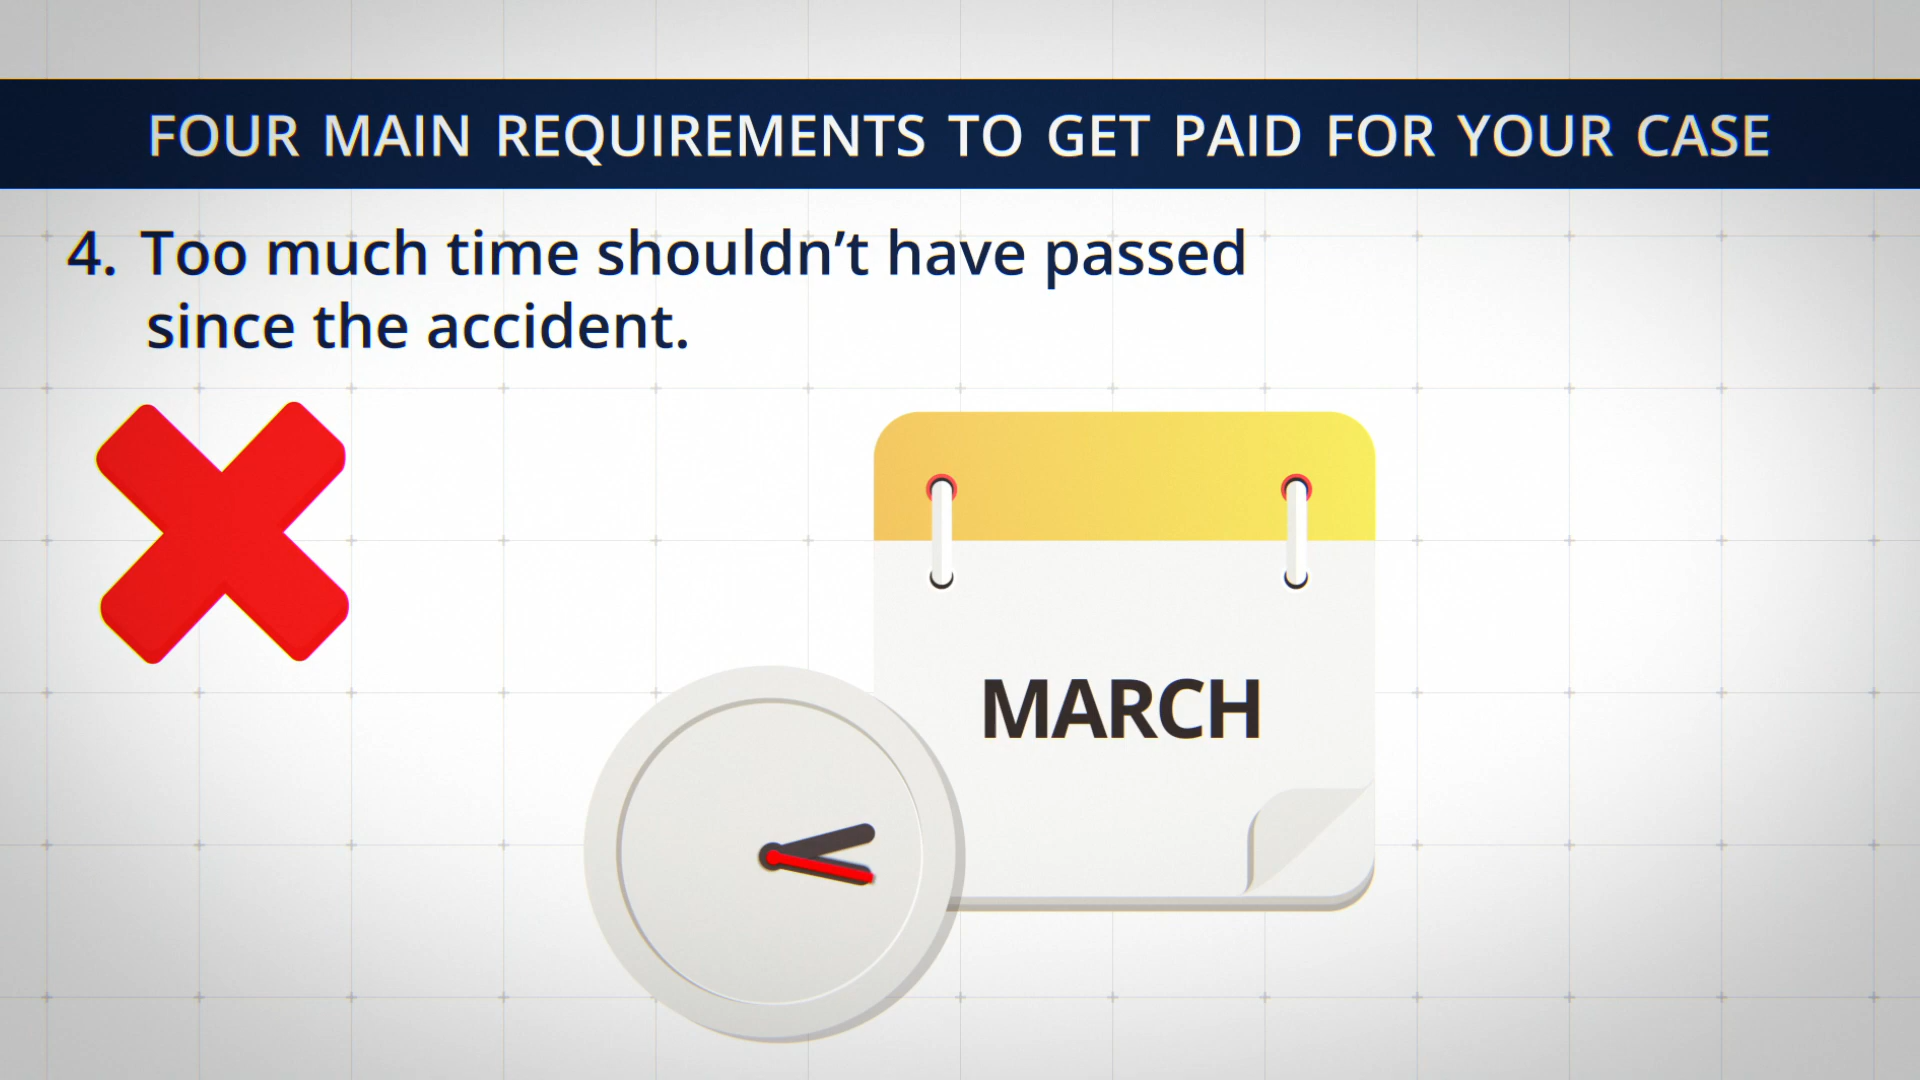 FOUR MAIN REQUIREMENTS TO GET PAID FOR YOUR CASE
4. Too much time shouldn’t have passed
since the accident.
MARCH